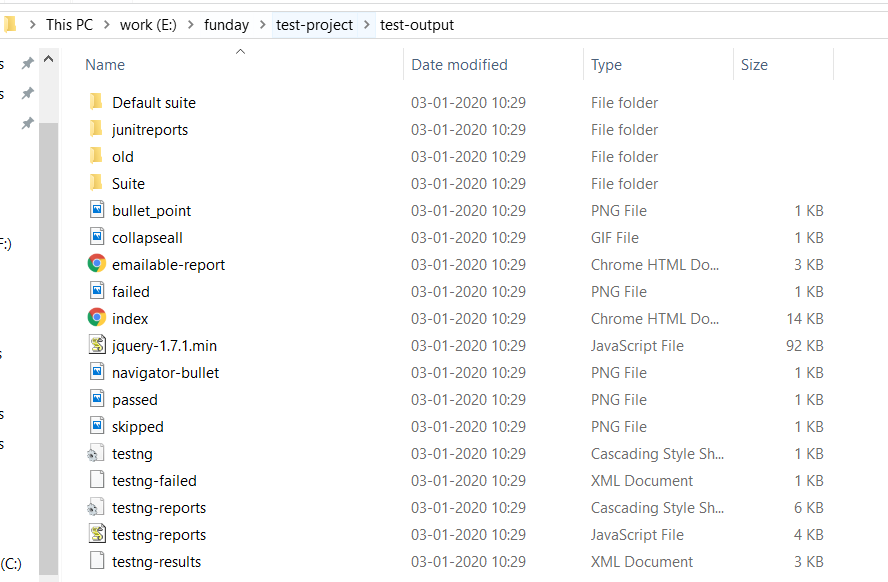 This PC > work (E:) > funday > test-project > test-output
Name Date modified Type Size
s
Default suite 03-01-2020 10:29 File folder
s
junitreports 03-01-2020 10:29 File folder
old 03-01-2020 10:29 File folder
Suite 03-01-2020 10:29 File folder
bullet_point 03-01-2020 10:29 PNG File 1 KB
F:)
collapseall 03-01-2020 10:29 GIF File 1 KB
emailable-report 03-01-2020 10:29 Chrome HTML Do... 3 KB
failed 03-01-2020 10:29 PNG File 1 KB
index 03-01-2020 10:29 Chrome HTML Do... 14 KB
jquery-1.7.1.min 03-01-2020 10:29 JavaScript File 92 KB
s
navigator-bullet 03-01-2020 10:29 PNG File 1 KB
passed 03-01-2020 10:29 PNG File 1 KB
s
skipped 03-01-2020 10:29 PNG File 1 KB
s
testng 03-01-2020 10:29 Cascading Style Sh... 1 KB
testng-failed 03-01-2020 10:29 XML Document 1 KB
testng-reports 03-01-2020 10:29 Cascading Style Sh... 6 KB
testng-reports 03-01-2020 10:29 JavaScript File 4 KB
testng-results 03-01-2020 10:29 XML Document 3 KB
(C:)